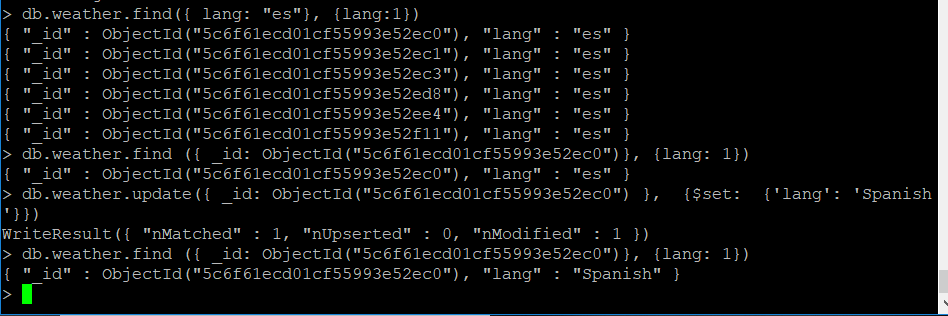 > db.weather.find({ lang: "es"}, {lang:1})
{ "_id" : ObjectId("5c6f61ecd01cf55993e52ec0"), "lang" : "es" }
{ "_id" : ObjectId("5c6f61ecd01cf55993e52ec1"), "lang" : "es" }
{ "_id" : ObjectId("5c6f61ecd01cf55993e52ec3"), "lang" : "es" }
{ "_id" : ObjectId("5c6f61ecd01cf55993e52ed8"), "lang" : "es" }
{ "_id" : ObjectId("5c6f61ecd01cf55993e52ee4"), "lang" : "es" }
{ "_id" : ObjectId("5c6f61ecd01cf55993e52f11"), "lang" : "es" }
> db.weather.find ({ _id: ObjectId("5c6f61ecd01cf55993e52ec0")}, {lang: 1})
{ "_id" : ObjectId("5c6f61ecd01cf55993e52ec0"), "lang" : "es" }
> db.weather.update({ _id: ObjectId("5c6f61ecd01cf55993e52ec0") },  {$set:  {'lang': 'Spanish
'}})
WriteResult({ "nMatched" : 1, "nUpserted" : 0, "nModified" : 1 })
> db.weather.find ({ _id: ObjectId("5c6f61ecd01cf55993e52ec0")}, {lang: 1})
{ "_id" : ObjectId("5c6f61ecd01cf55993e52ec0"), "lang" : "Spanish" }
>